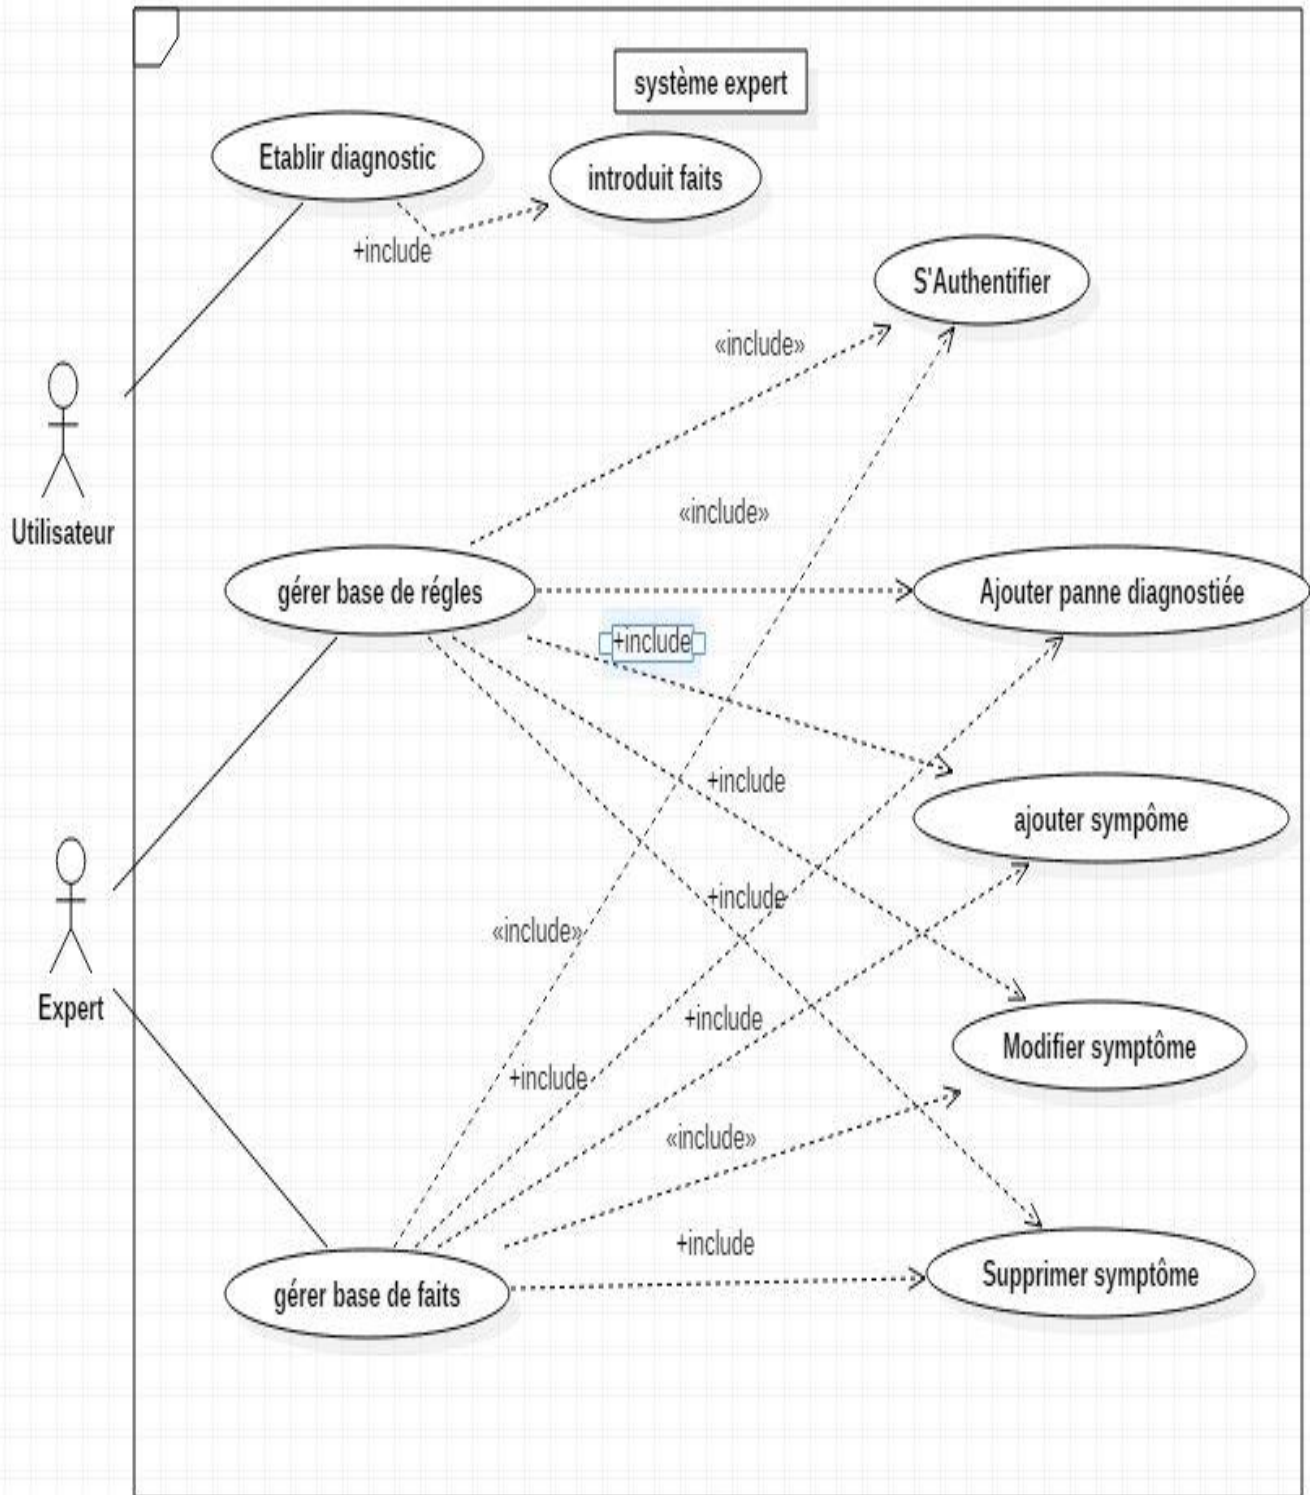 système expert
Etablir diagnostic
introduit faits
+include
S'Authentifier
«include»
Utilisateur
«include»
gérer base de régles
Ajouter panne diagnostiée
+include
+include
ajouter sympôme
+include
«include»
Expert
+include
Modifier symptôme
+include
«include»
+include
Supprimer symptôme
gérer base de faits